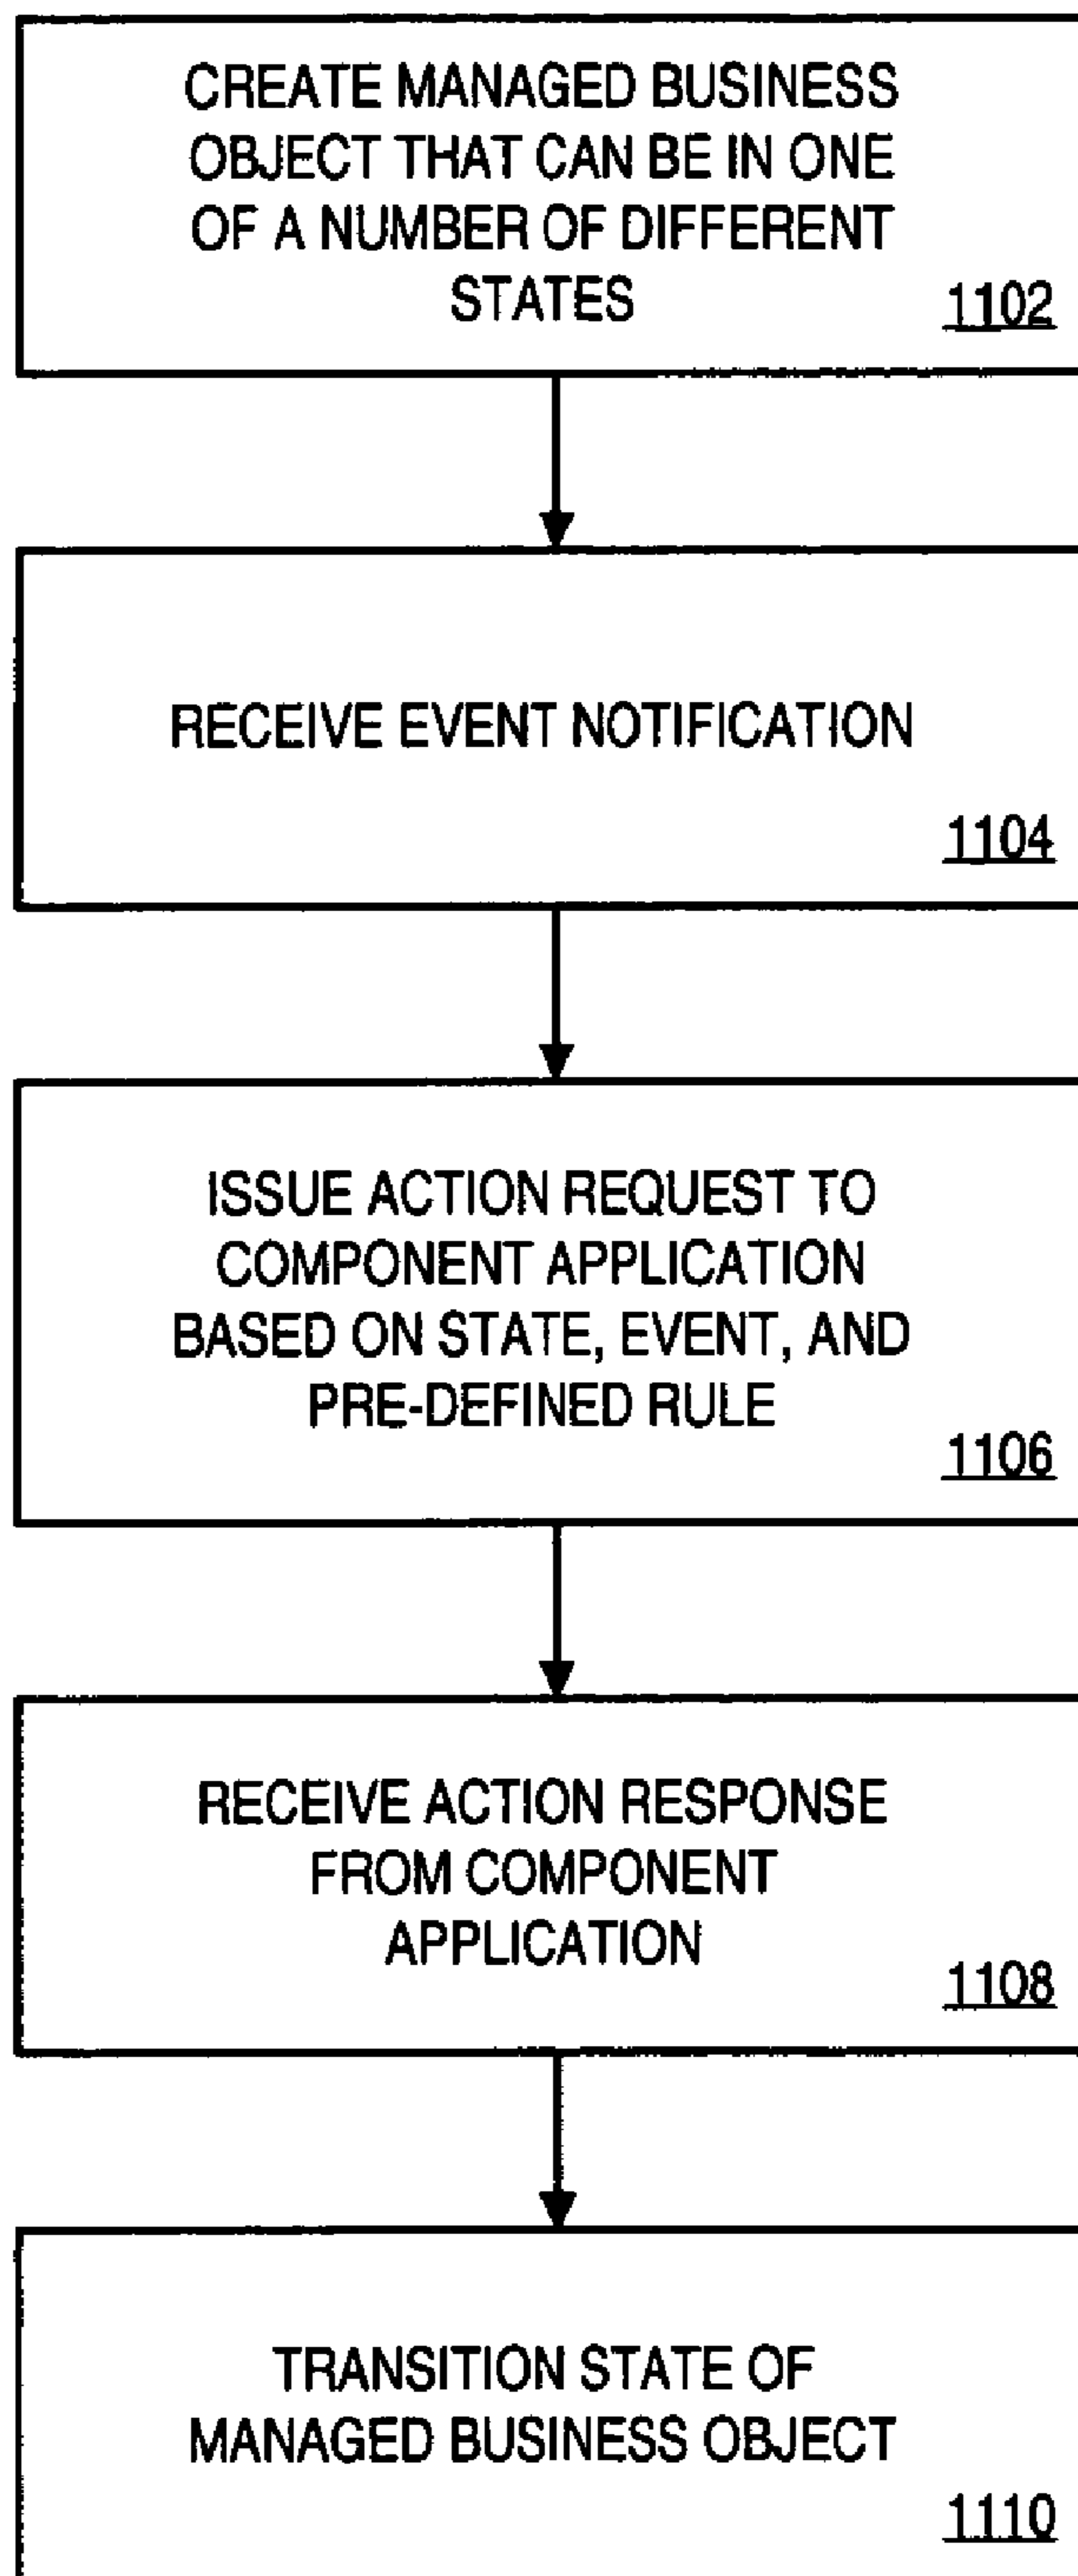 CREATE MANAGED BUSINESS
OBJECT THAT CAN BE IN ONE
OF A NUMBER OF DIFFERENT
STATES
1102
RECEIVE EVENT NOTIFICATION
1104
ISSUE ACTION REQUEST TO
COMPONENT APPLICATION
BASED ON STATE, EVENT, AND
PRE-DEFINED RULE
1106
RECEIVE ACTION RESPONSE
FROM COMPONENT
APPLICATION
1108
TRANSITION STATE OF
MANAGED BUSINESS OBJECT
1110